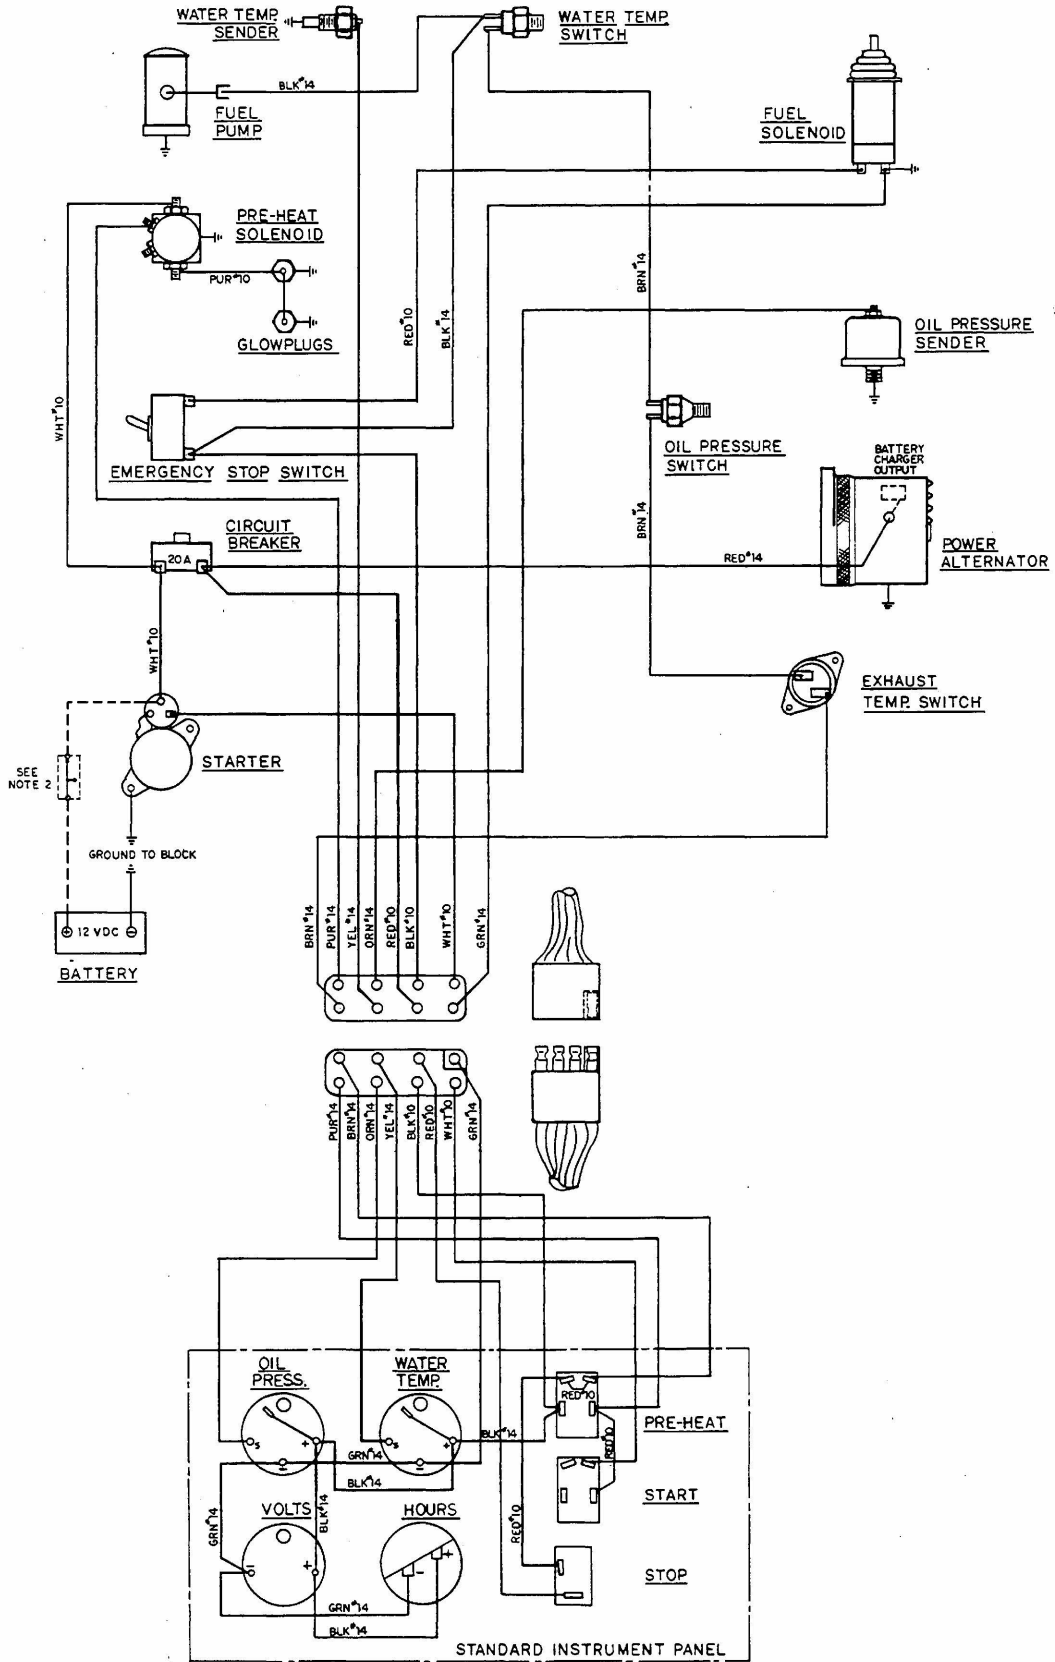 WATER TEMP.
SENDER
WATER TEMP.
SWITCH
BLK#14
FUEL
PUMP
FUEL
SOLENOID
PRE-HEAT
SOLENOID
PUR#10
GLOWPLUGS
RED#10
BLK#14
BRN#14
OIL PRESSURE
SENDER
WHT#10
EMERGENCY STOP SWITCH
OIL PRESSURE
SWITCH
BATTERY
CHARGER
OUTPUT
CIRCUIT
BREAKER
20A
BRN#14
RED#14
POWER
ALTERNATOR
WHT#10
EXHAUST
TEMP. SWITCH
STARTER
SEE
NOTE 2
GROUND TO BLOCK
12 VDC
BATTERY
BRN#14
PUR#14
YEL#14
ORN#14
RED#10
BLK#10
WHT#10
GRN#14
PUR#14
BRN#14
ORN#14
YEL#14
BLK#10
RED#10
WHT#10
GRN#14
OIL
PRESS.
WATER
TEMP.
RED#10
PRE-HEAT
S
+
S
+
BLK#14
RED#10
GRN#14
BLK#14
START
VOLTS
HOURS
GRN#14
BLK#14
RED#10
STOP
-
+
-
+
GRN#14
BLK#14
STANDARD INSTRUMENT PANEL